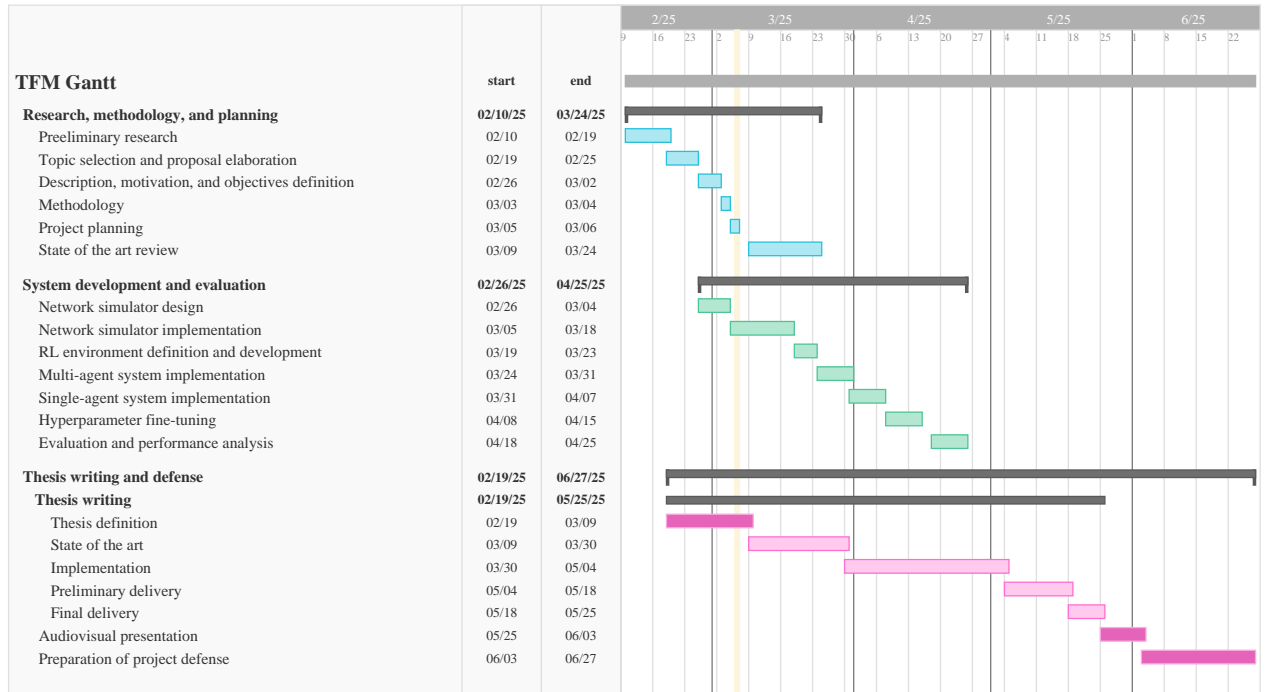 2/25 3/25 4/25 5/25 6/25
9 16 23 2 9 16 23 30 6 13 20 27 4 11 18 25 1 8 15 22
TFM Gantt start end
Research, methodology, and planning 02/10/25 03/24/25
Preeliminary research 02/10 02/19
Topic selection and proposal elaboration 02/19 02/25
Description, motivation, and objectives definition 02/26 03/02
Methodology 03/03 03/04
Project planning 03/05 03/06
State of the art review 03/09 03/24
System development and evaluation 02/26/25 04/25/25
Network simulator design 02/26 03/04
Network simulator implementation 03/05 03/18
RL environment definition and development 03/19 03/23
Multi-agent system implementation 03/24 03/31
Single-agent system implementation 03/31 04/07
Hyperparameter fine-tuning 04/08 04/15
Evaluation and performance analysis 04/18 04/25
Thesis writing and defense 02/19/25 06/27/25
Thesis writing 02/19/25 05/25/25
Thesis definition 02/19 03/09
State of the art 03/09 03/30
Implementation 03/30 05/04
Preliminary delivery 05/04 05/18
Final delivery 05/18 05/25
Audiovisual presentation 05/25 06/03
Preparation of project defense 06/03 06/27